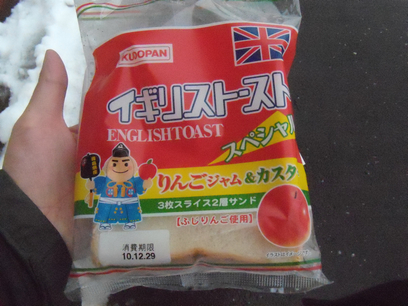 KUDOPAN
イギリストースト
ENGLISHTOAST
スペシャル
りんごジャム&カスタ
3枚スライス2層サンド
【ふじりんご使用】
消費期限
10.12.29